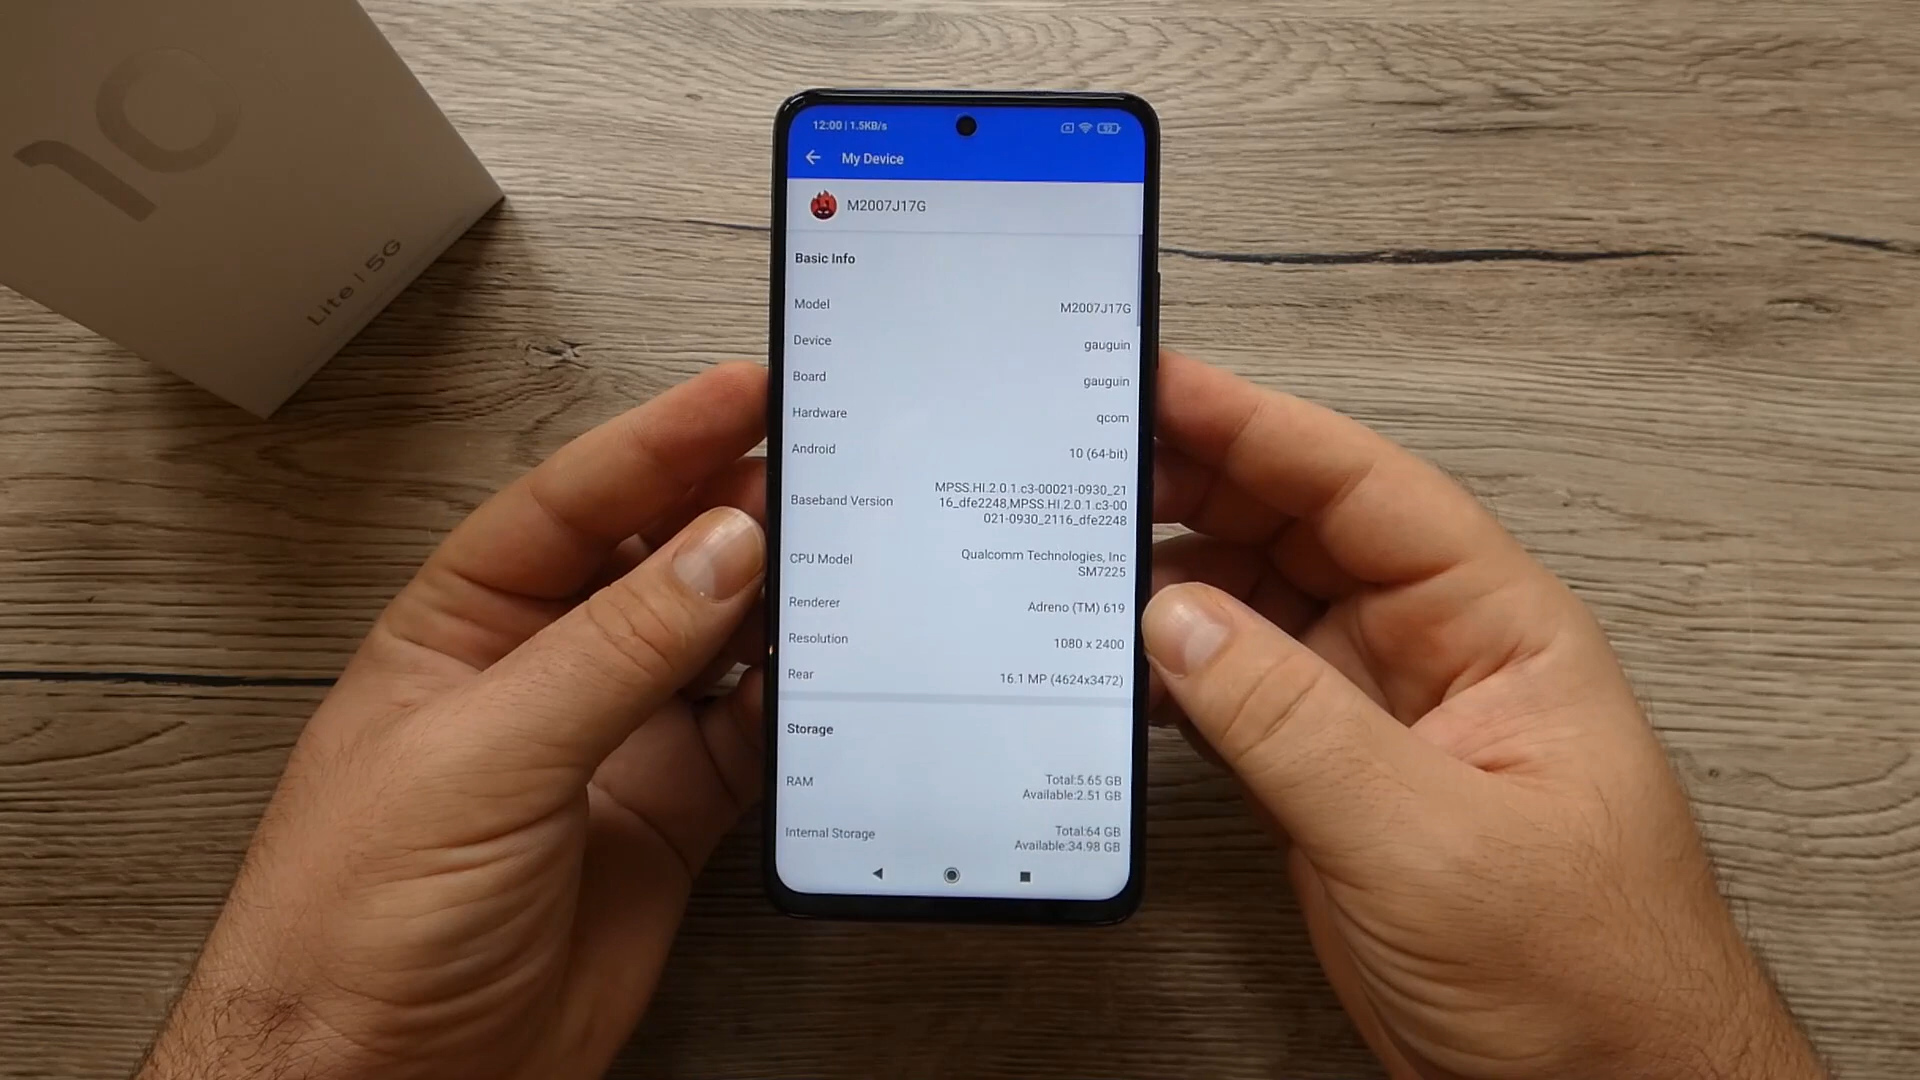 10
Lite | 5G
12:00 | 1.5KB/s
92
My Device
M2007J17G
Basic Info
Model M2007J17G
Device gauguin
Board gauguin
Hardware qcom
Android 10 (64-bit)
Baseband Version MPSS.HI.2.0.1.c3-00021-0930_21
16_dfe2248,MPSS.HI.2.0.1.c3-00
021-0930_2116_dfe2248
CPU Model Qualcomm Technologies, Inc
SM7225
Renderer Adreno (TM) 619
Resolution 1080 x 2400
Rear 16.1 MP (4624x3472)
Storage
RAM Total:5.65 GB
Available:2.51 GB
Internal Storage Total:64 GB
Available:34.98 GB